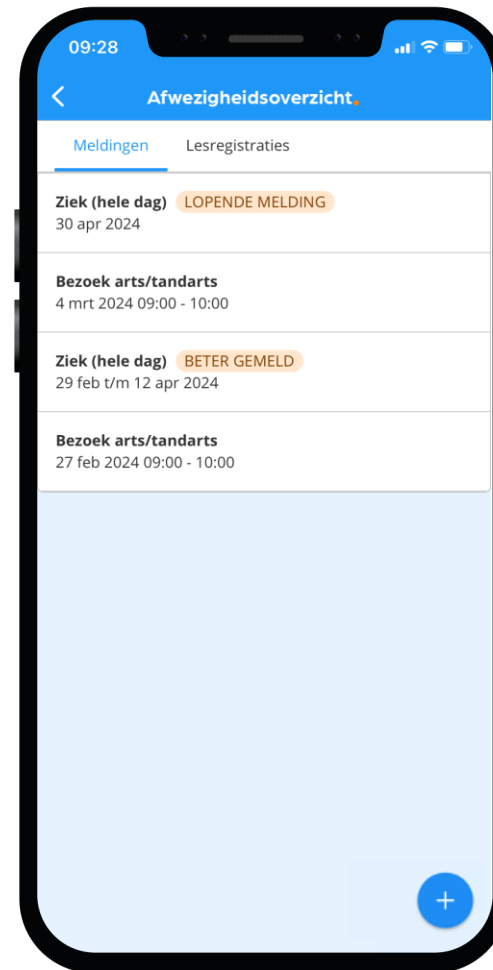 09:28
Afwezigheidsoverzicht.
Meldingen Lesregistraties
Ziek (hele dag) LOPENDE MELDING
30 apr 2024
Bezoek arts/tandarts
4 mrt 2024 09:00 - 10:00
Ziek (hele dag) BETER GEMELD
29 feb t/m 12 apr 2024
Bezoek arts/tandarts
27 feb 2024 09:00 - 10:00
+